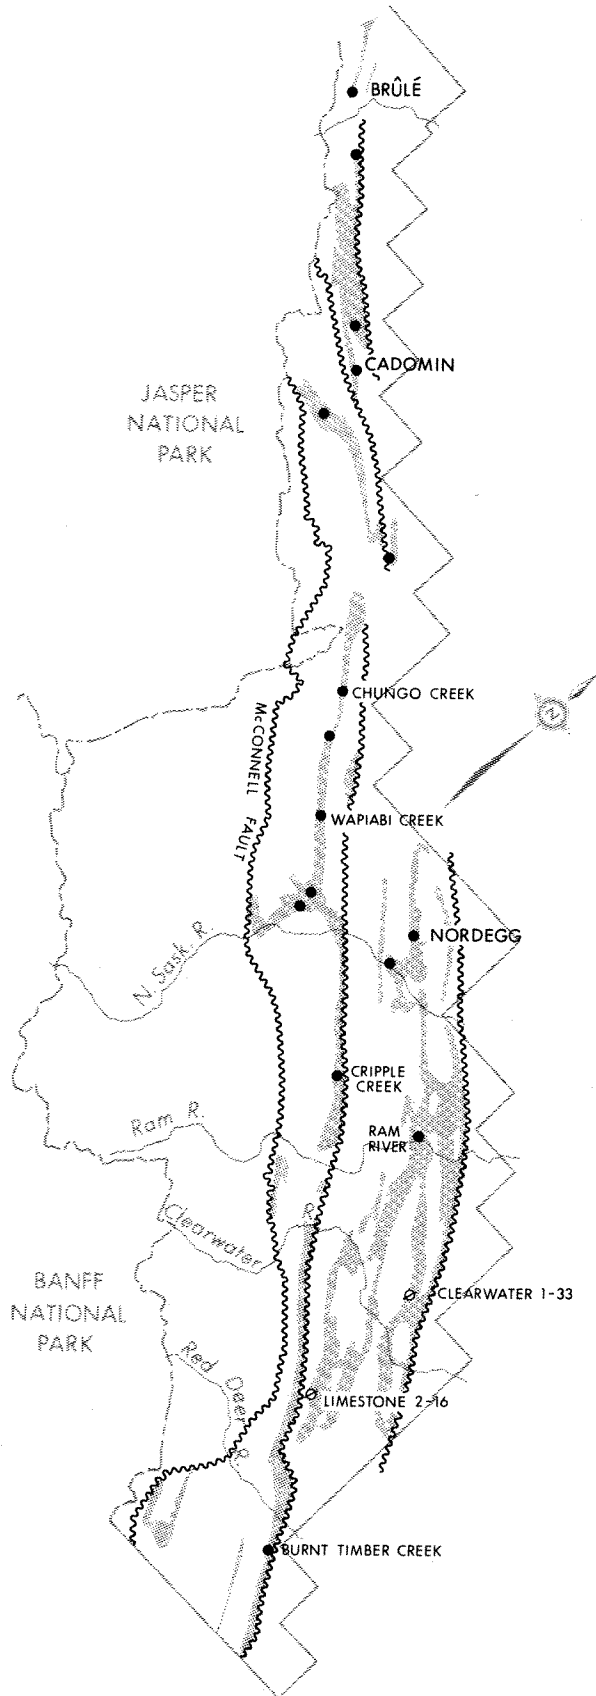 BRÛLÉ
CADOMIN
JASPER
NATIONAL
PARK
CHUNGO CREEK
McCONNELL FAULT
N
WAPIABI CREEK
N. Sask. R.
NORDEGG
CRIPPLE
CREEK
Ram R.
RAM
RIVER
Clearwater R.
BANFF
NATIONAL
PARK
CLEARWATER 1-33
Red Deer R.
LIMESTONE 2-16
BURNT TIMBER CREEK